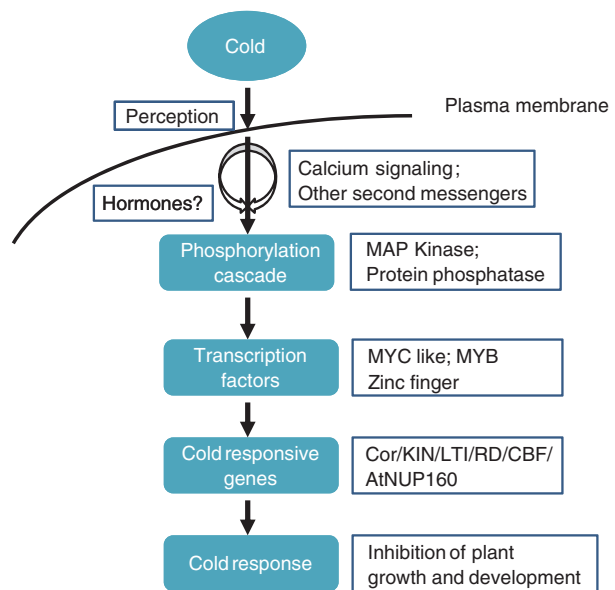 Cold
Perception
Plasma membrane
Calcium signaling;
Other second messengers
Hormones?
Phosphorylation
cascade
MAP Kinase;
Protein phosphatase
Transcription
factors
MYC like; MYB
Zinc finger
Cold responsive
genes
Cor/KIN/LTI/RD/CBF/
AtNUP160
Cold response
Inhibition of plant
growth and development